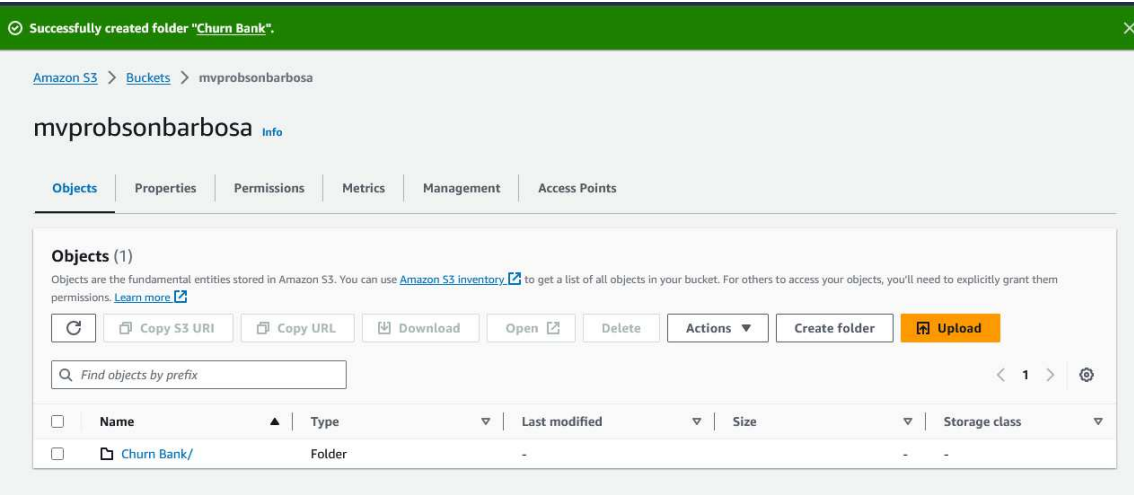 Successfully created folder "Churn Bank".
Amazon S3 > Buckets > mvprobsonbarbosa
mvprobsonbarbosa Info
Objects Properties Permissions Metrics Management Access Points
Objects (1)
Objects are the fundamental entities stored in Amazon S3. You can use Amazon S3 inventory to get a list of all objects in your bucket. For others to access your objects, you'll need to explicitly grant them
permissions. Learn more
Copy S3 URI Copy URL Download Open Delete Actions Create folder Upload
Find objects by prefix
< 1 >
Name Type Last modified Size Storage class
Churn Bank/ Folder - - -